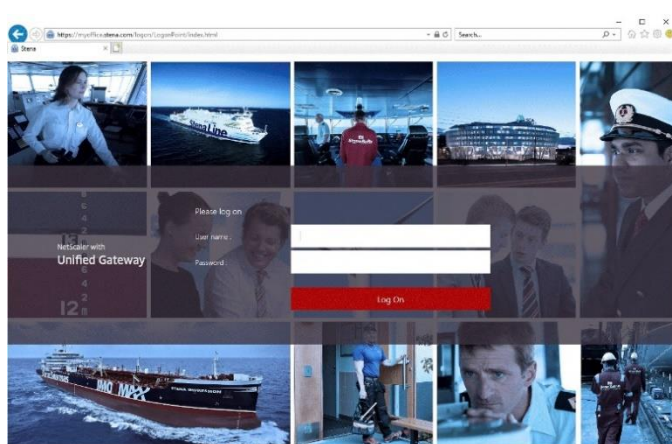 https://myoffice.stena.com/logon/LogonPoint/index.html
Search...
Stena
Stena Line
Please log on
User name :
NetScaler with
Unified Gateway
Password :
Log On
12
IMO MAXX